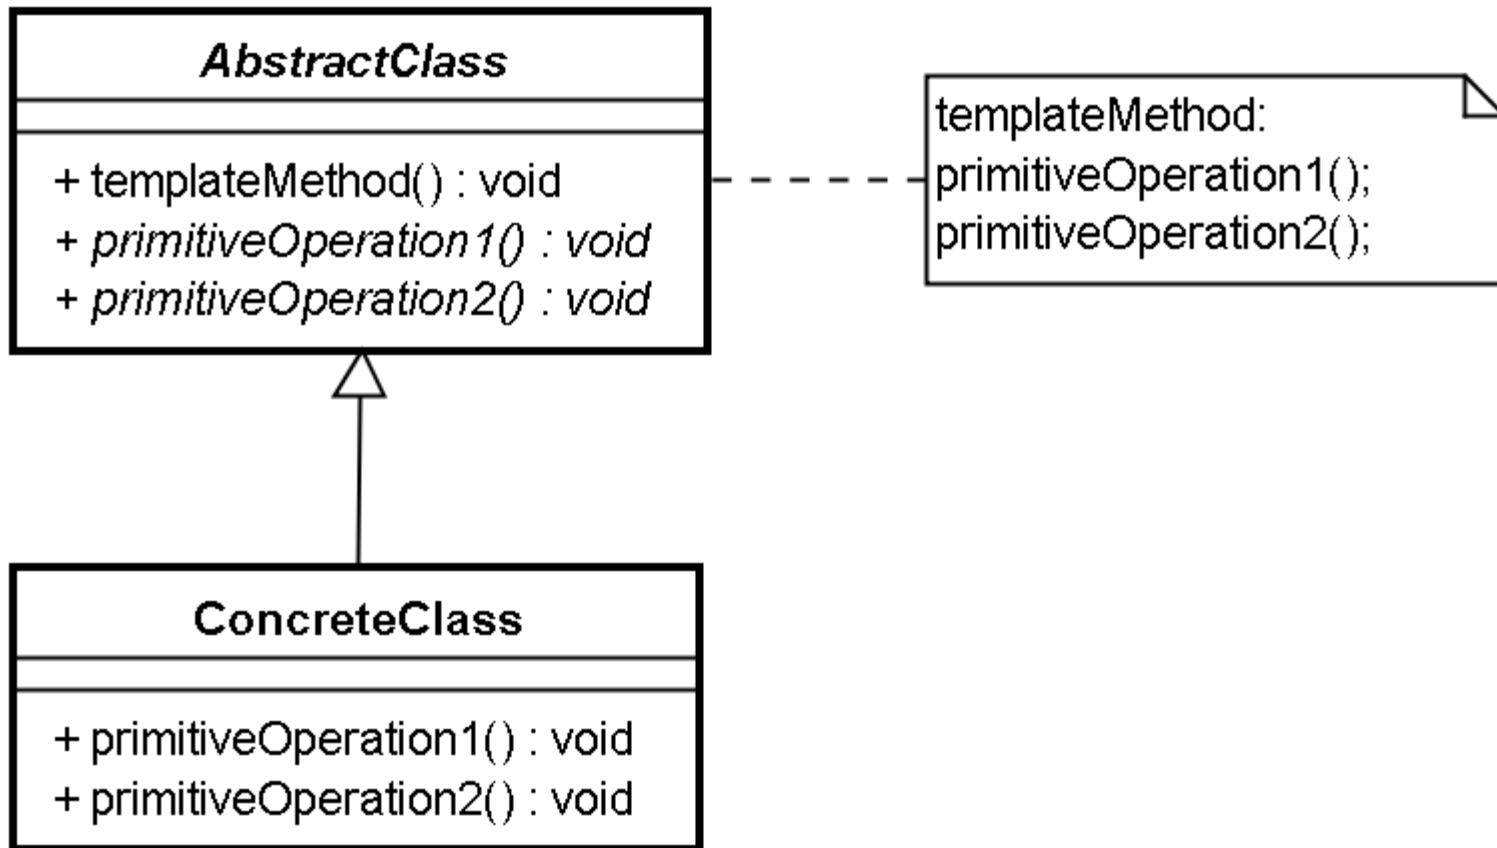 AbstractClass
+ templateMethod() : void
+ primitiveOperation1() : void
+ primitiveOperation2() : void
templateMethod:
primitiveOperation1();
primitiveOperation2();
ConcreteClass
+ primitiveOperation1() : void
+ primitiveOperation2() : void